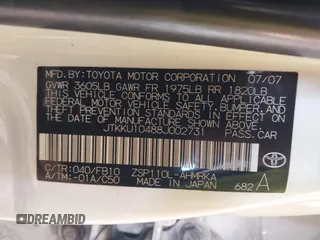 MFD. BY:TOYOTA MOTOR CORPORATION 07/07
GVWR 3605LB GAWR FR 1975LB RR 1820LB
THIS VEHICLE CONFORMS TO ALL APPLICABLE
FEDERAL MOTOR VEHICLE SAFETY, BUMPER, AND
THEFT PREVENTION STANDARDS IN EFFECT ON
THE DATE OF MANUFACTURE SHOWN ABOVE.
JTKKU10488J002731 PASS.CAR
C/TR:040/FB10 ZSP110L-AHMRKA
A/TM:-01A/C50 MADE IN JAPAN
TOYOTA
682 A
DREAMBID